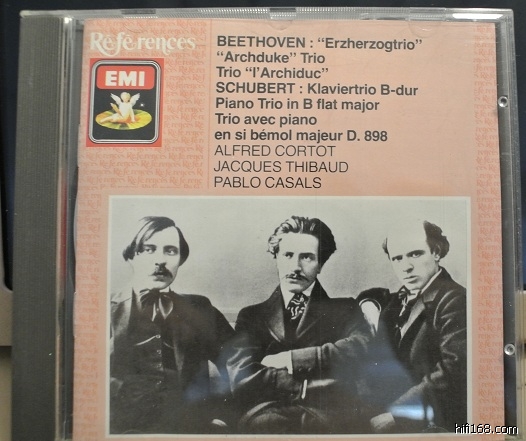 Références
EMI
BEETHOVEN : "Erzherzogtrio"
"Archduke" Trio
Trio "l'Archiduc"
SCHUBERT : Klaviertrio B-dur
Piano Trio in B flat major
Trio avec piano
en si bémol majeur D. 898
ALFRED CORTOT
JACQUES THIBAUD
PABLO CASALS
hifi168.com